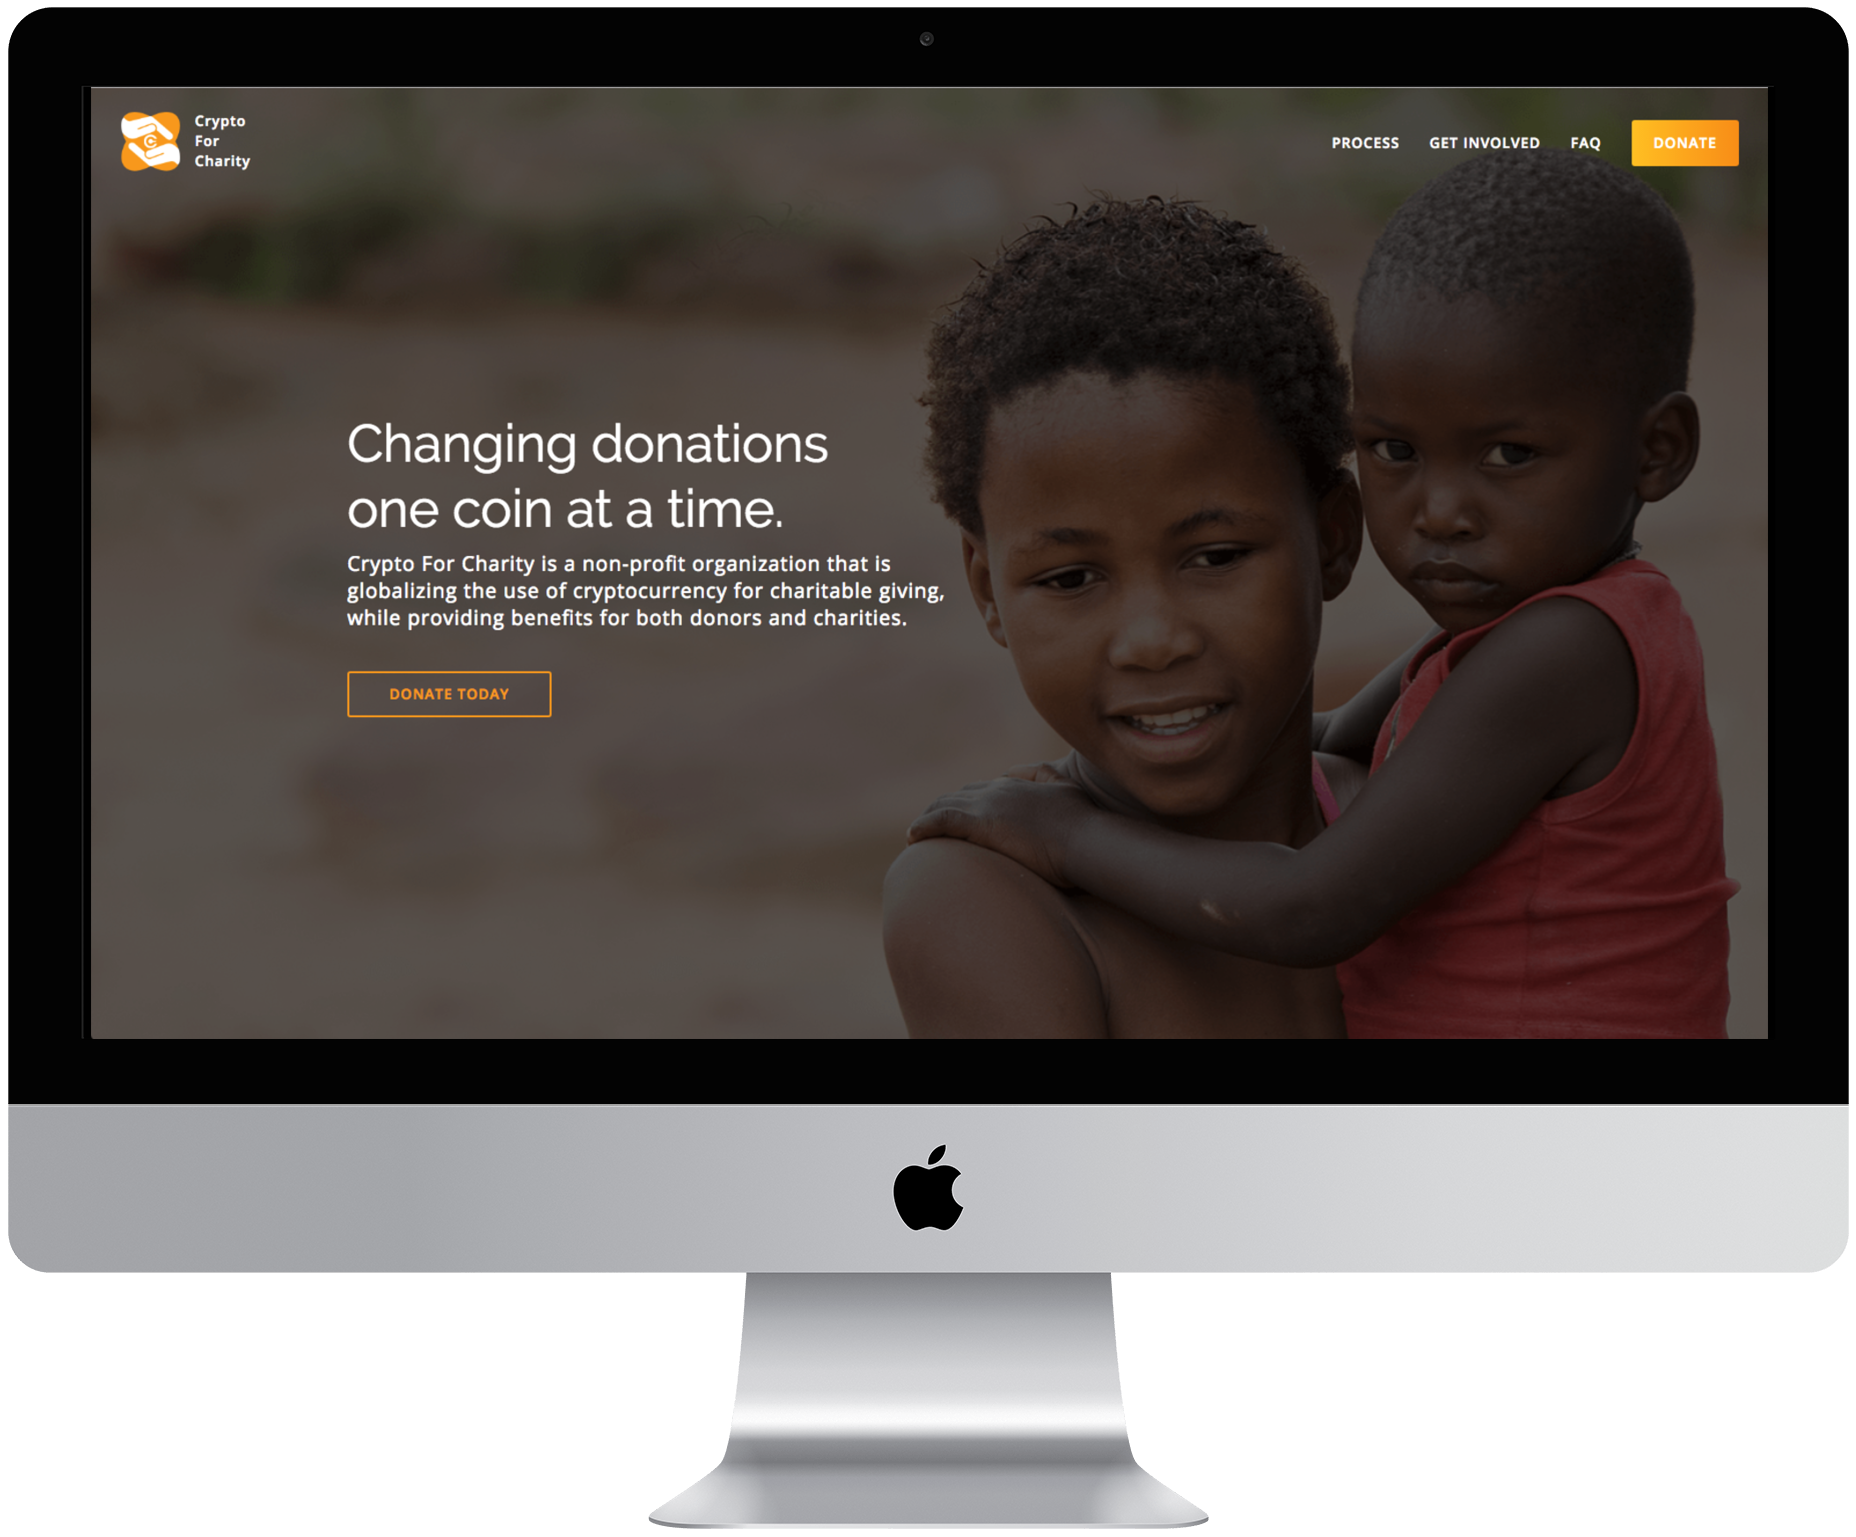 Crypto
For
Charity
PROCESS GET INVOLVED FAQ DONATE
Changing donations
one coin at a time.
Crypto For Charity is a non-profit organization that is
globalizing the use of cryptocurrency for charitable giving,
while providing benefits for both donors and charities.
DONATE TODAY